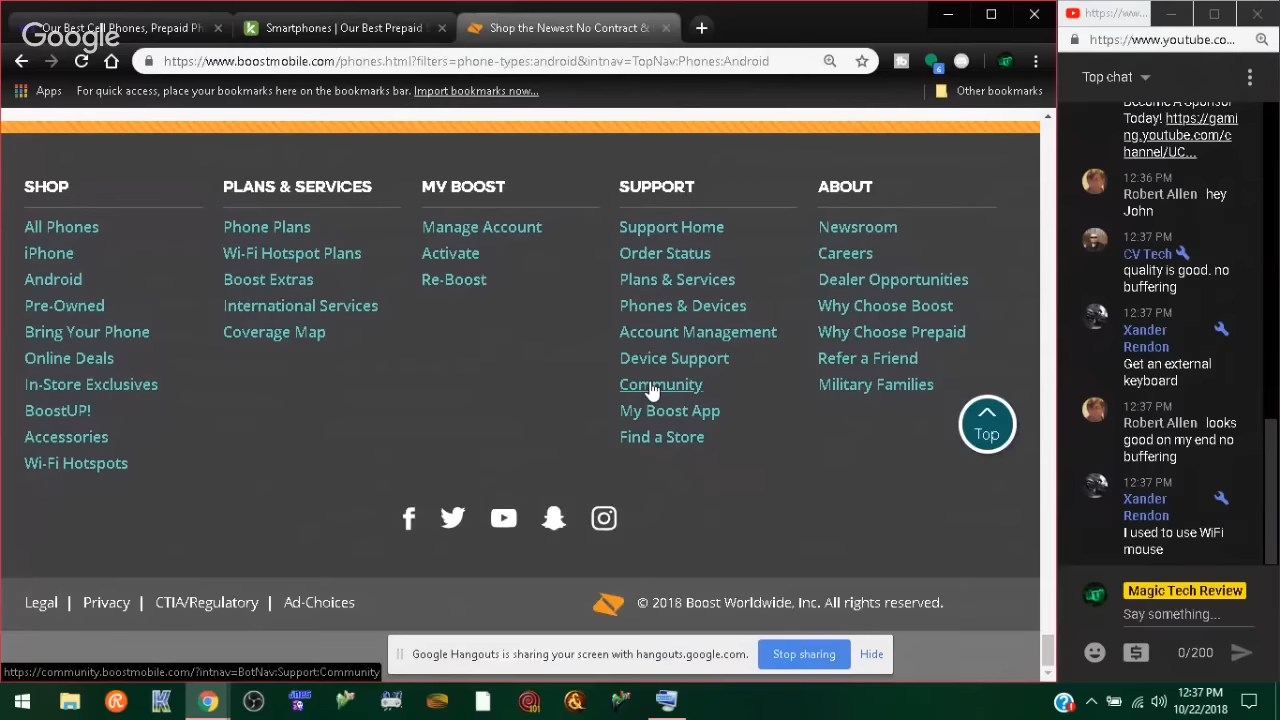 Our Best Cell Phones, Prepaid Ph
Smartphones | Our Best Prepaid
Shop the Newest No Contract &
Google
https://www.boostmobile.com/phones.html?filters=phone-types:android&intnav=TopNav:Phones:Android
6
Apps
For quick access, place your bookmarks here on the bookmarks bar. Import bookmarks now...
Other bookmarks
SHOP
All Phones
iPhone
Android
Pre-Owned
Bring Your Phone
Online Deals
In-Store Exclusives
BoostUP!
Accessories
Wi-Fi Hotspots
PLANS & SERVICES
Phone Plans
Wi-Fi Hotspot Plans
Boost Extras
International Services
Coverage Map
MY BOOST
Manage Account
Activate
Re-Boost
SUPPORT
Support Home
Order Status
Plans & Services
Phones & Devices
Account Management
Device Support
Community
My Boost App
Find a Store
ABOUT
Newsroom
Careers
Dealer Opportunities
Why Choose Boost
Why Choose Prepaid
Refer a Friend
Military Families
Top
Legal | Privacy | CTIA/Regulatory | Ad-Choices
© 2018 Boost Worldwide, Inc. All rights reserved.
Google Hangouts is sharing your screen with hangouts.google.com.
Stop sharing
Hide
https://community.boostmobile.com/?intnav=BotNav:Support:Community
https://www...
https://www.youtube.co...
Top chat
Become A Sponsor
Today! https://gami
ng.youtube.com/c
hannel/UC...
12:36 PM
Robert Allen hey
John
12:37 PM
CV Tech
quality is good. no
buffering
12:37 PM
Xander
Rendon
Get an external
keyboard
12:37 PM
Robert Allen looks
good on my end no
buffering
12:37 PM
Xander
Rendon
I used to use WiFi
mouse
Magic Tech Review
Say something...
0/200
12:37 PM
10/22/2018